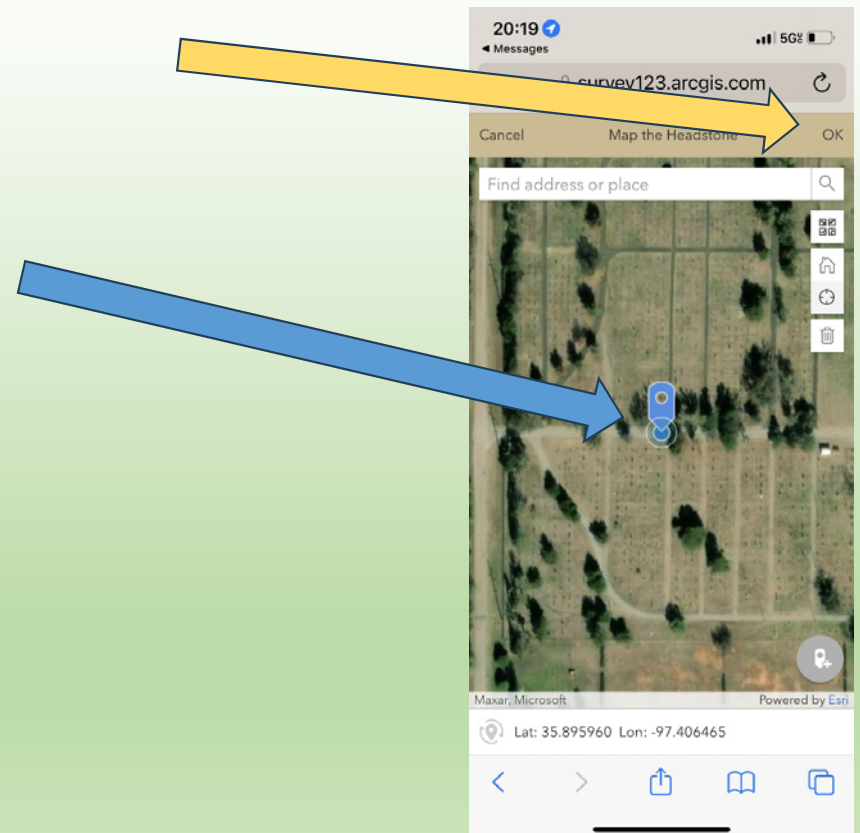 20:19
5G
◄ Messages
survey123.arcgis.com
Cancel Map the Headstone OK
Find address or place
Maxar, Microsoft Powered by Esri
Lat: 35.895960 Lon: -97.406465